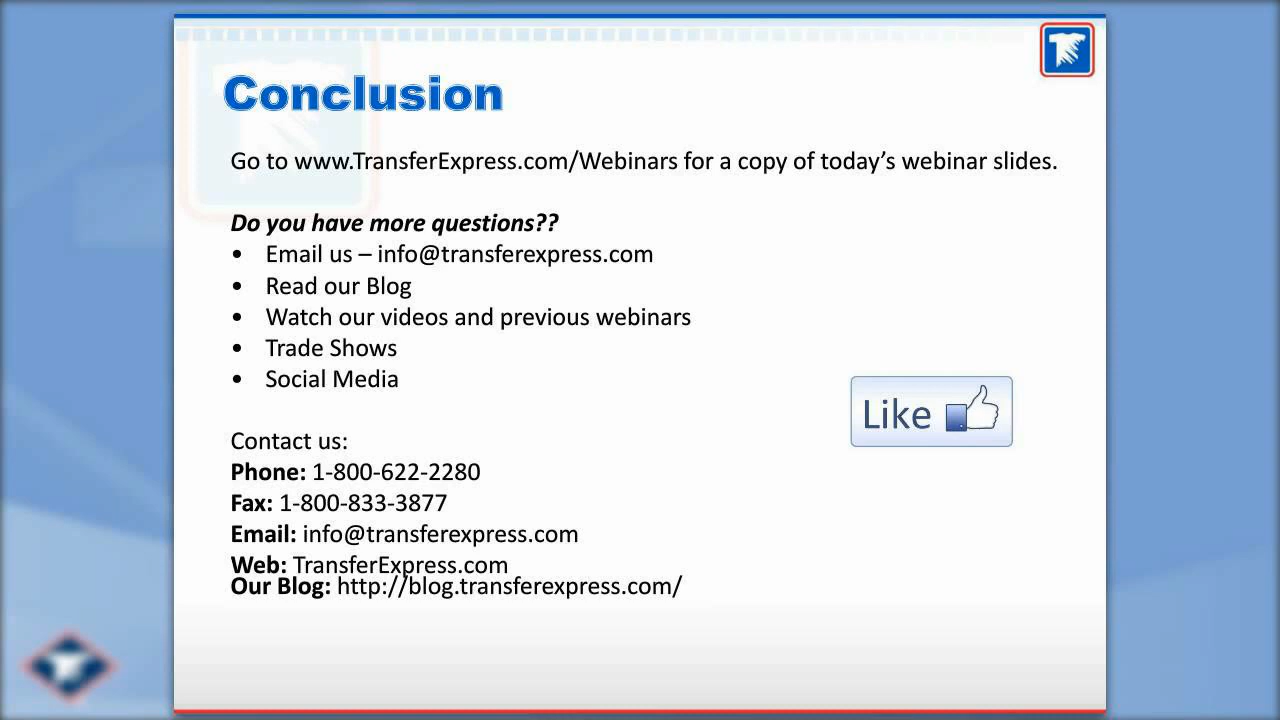 Conclusion
Go to www.TransferExpress.com/Webinars for a copy of today’s webinar slides.
Do you have more questions??
• Email us – info@transferexpress.com
• Read our Blog
• Watch our videos and previous webinars
• Trade Shows
• Social Media
Like
Contact us:
Phone: 1-800-622-2280
Fax: 1-800-833-3877
Email: info@transferexpress.com
Web: TransferExpress.com
Our Blog: http://blog.transferexpress.com/